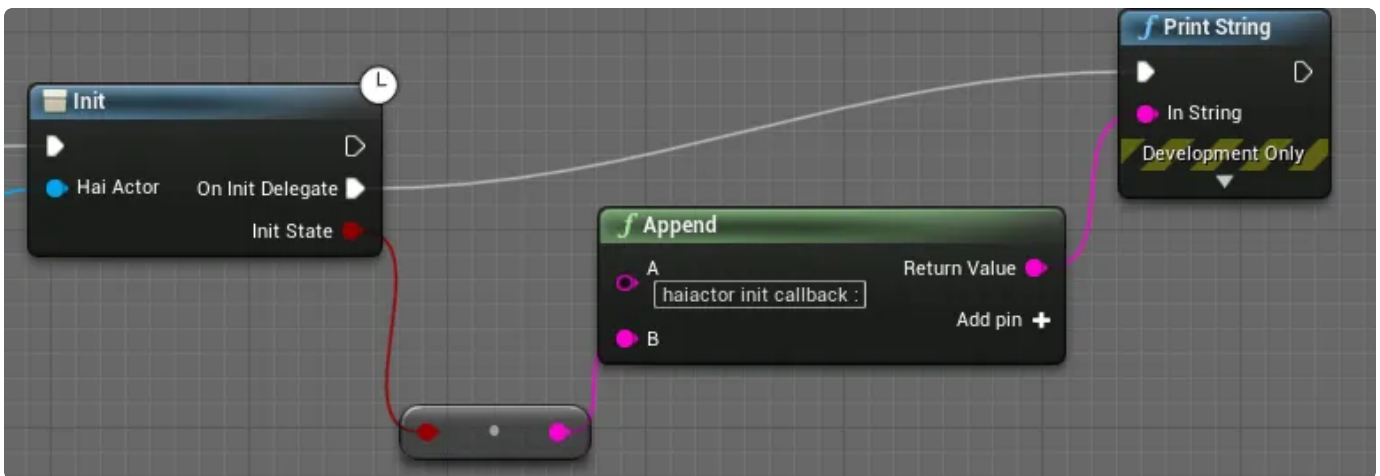 Init
Hai Actor
On Init Delegate
Init State
f Append
A
haiactor init callback :
B
Return Value
Add pin +
f Print String
In String
Development Only